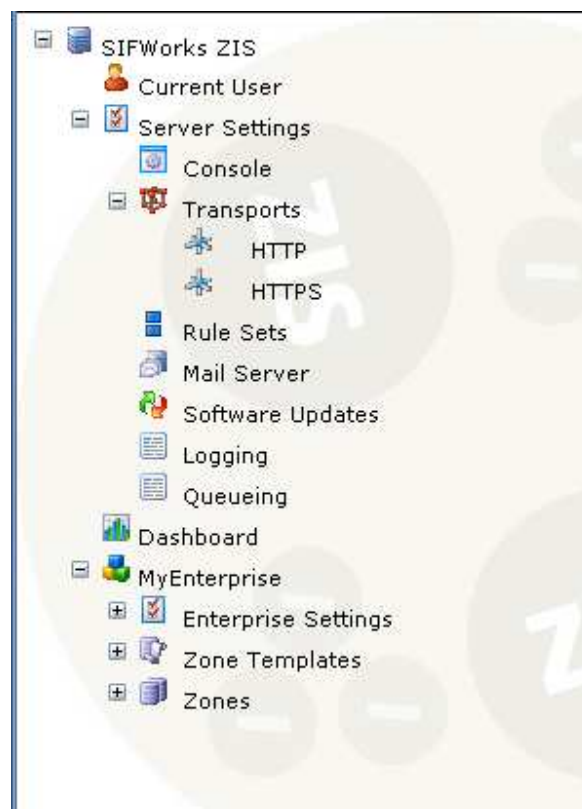 SIFWorks ZIS
Current User
Server Settings
Console
Transports
HTTP
HTTPS
Rule Sets
Mail Server
Software Updates
Logging
Queueing
Dashboard
MyEnterprise
Enterprise Settings
Zone Templates
Zones
ZIS
Z